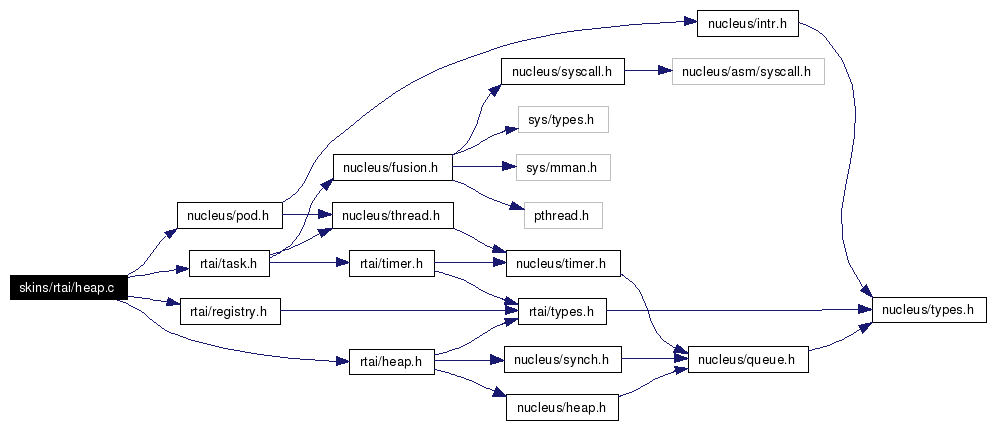 nucleus/intr.h
nucleus/syscall.h
nucleus/asm/syscall.h
sys/types.h
nucleus/fusion.h
sys/mman.h
nucleus/pod.h
nucleus/thread.h
pthread.h
rtai/task.h
rtai/timer.h
nucleus/timer.h
skins/rtai/heap.c
rtai/registry.h
rtai/types.h
nucleus/types.h
rtai/heap.h
nucleus/synch.h
nucleus/queue.h
nucleus/heap.h